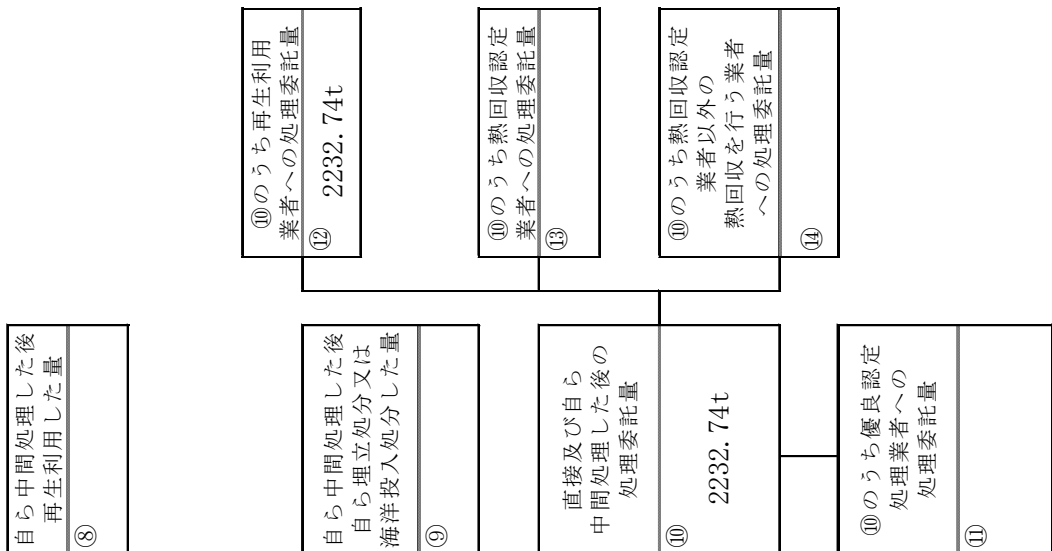 自ら中間処理した後
再生利用した量
⑧
自ら中間処理した後
自ら埋立処分又は
海洋投入処分した量
⑨
直接及び自ら
中間処理した後の
処理委託量
⑩
2232.74t
⑩のうち優良認定
処理業者への
処理委託量
⑪
⑩のうち再生利用
業者への処理委託量
⑫
2232.74t
⑩のうち熱回収認定
業者への処理委託量
⑬
⑩のうち熱回収認定
業者以外の
熱回収を行う業者
への処理委託量
⑭